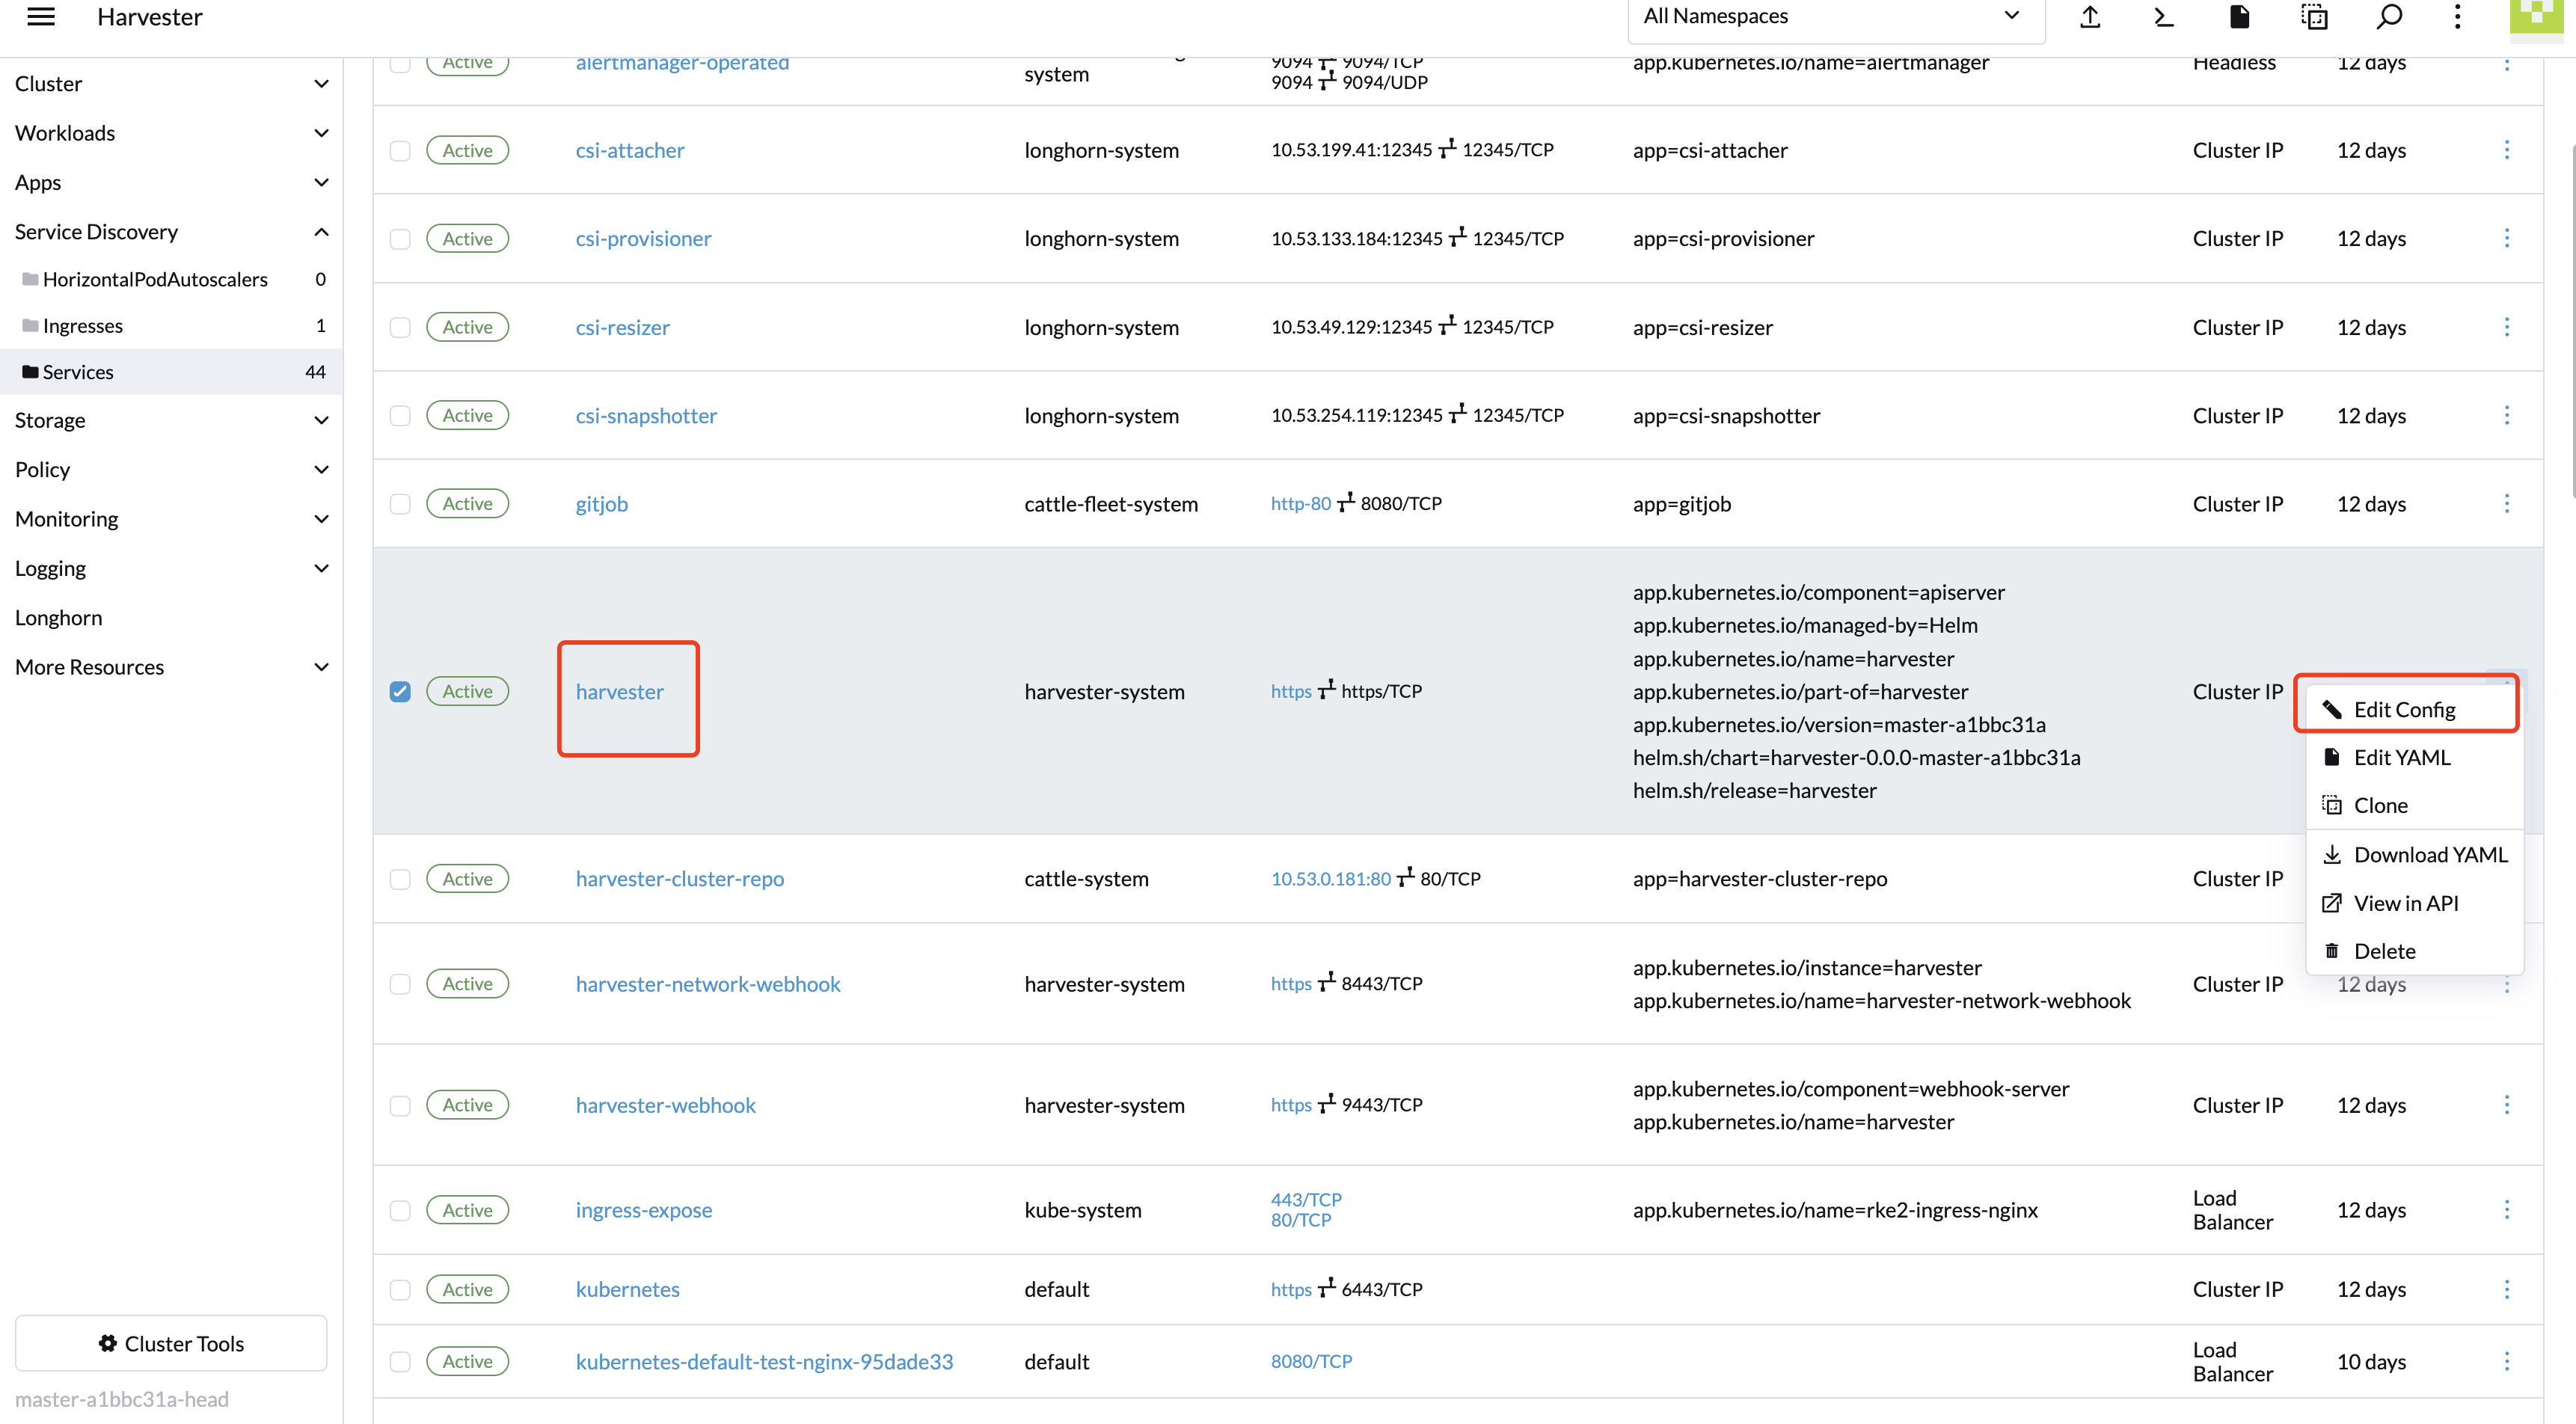 Harvester
All Namespaces
Cluster
Workloads
Apps
Service Discovery
HorizontalPodAutoscalers 0
Ingresses 1
Services 44
Storage
Policy
Monitoring
Logging
Longhorn
More Resources
Cluster Tools
master-a1bbc31a-head
Active alertmanager-operated system 9094 9094/TCP app.kubernetes.io/name=alertmanager Headless 12 days
9094 9094/UDP
Active csi-attacher longhorn-system 10.53.199.41:12345 12345/TCP app=csi-attacher Cluster IP 12 days
Active csi-provisioner longhorn-system 10.53.133.184:12345 12345/TCP app=csi-provisioner Cluster IP 12 days
Active csi-resizer longhorn-system 10.53.49.129:12345 12345/TCP app=csi-resizer Cluster IP 12 days
Active csi-snapshotter longhorn-system 10.53.254.119:12345 12345/TCP app=csi-snapshotter Cluster IP 12 days
Active gitjob cattle-fleet-system http-80 8080/TCP app=gitjob Cluster IP 12 days
app.kubernetes.io/component=apiserver
app.kubernetes.io/managed-by=Helm
app.kubernetes.io/name=harvester
Active harvester harvester-system https https/TCP app.kubernetes.io/part-of=harvester Cluster IP
app.kubernetes.io/version=master-a1bbc31a
helm.sh/chart=harvester-0.0.0-master-a1bbc31a
helm.sh/release=harvester
Edit Config
Edit YAML
Clone
Download YAML
View in API
Delete
Active harvester-cluster-repo cattle-system 10.53.0.181:80 80/TCP app=harvester-cluster-repo Cluster IP
app.kubernetes.io/instance=harvester
Active harvester-network-webhook harvester-system https 8443/TCP Cluster IP 12 days
app.kubernetes.io/name=harvester-network-webhook
app.kubernetes.io/component=webhook-server
Active harvester-webhook harvester-system https 9443/TCP Cluster IP 12 days
app.kubernetes.io/name=harvester
443/TCP Load
Active ingress-expose kube-system app.kubernetes.io/name=rke2-ingress-nginx 12 days
80/TCP Balancer
Active kubernetes default https 6443/TCP Cluster IP 12 days
Load
Active kubernetes-default-test-nginx-95dade33 default 8080/TCP 10 days
Balancer